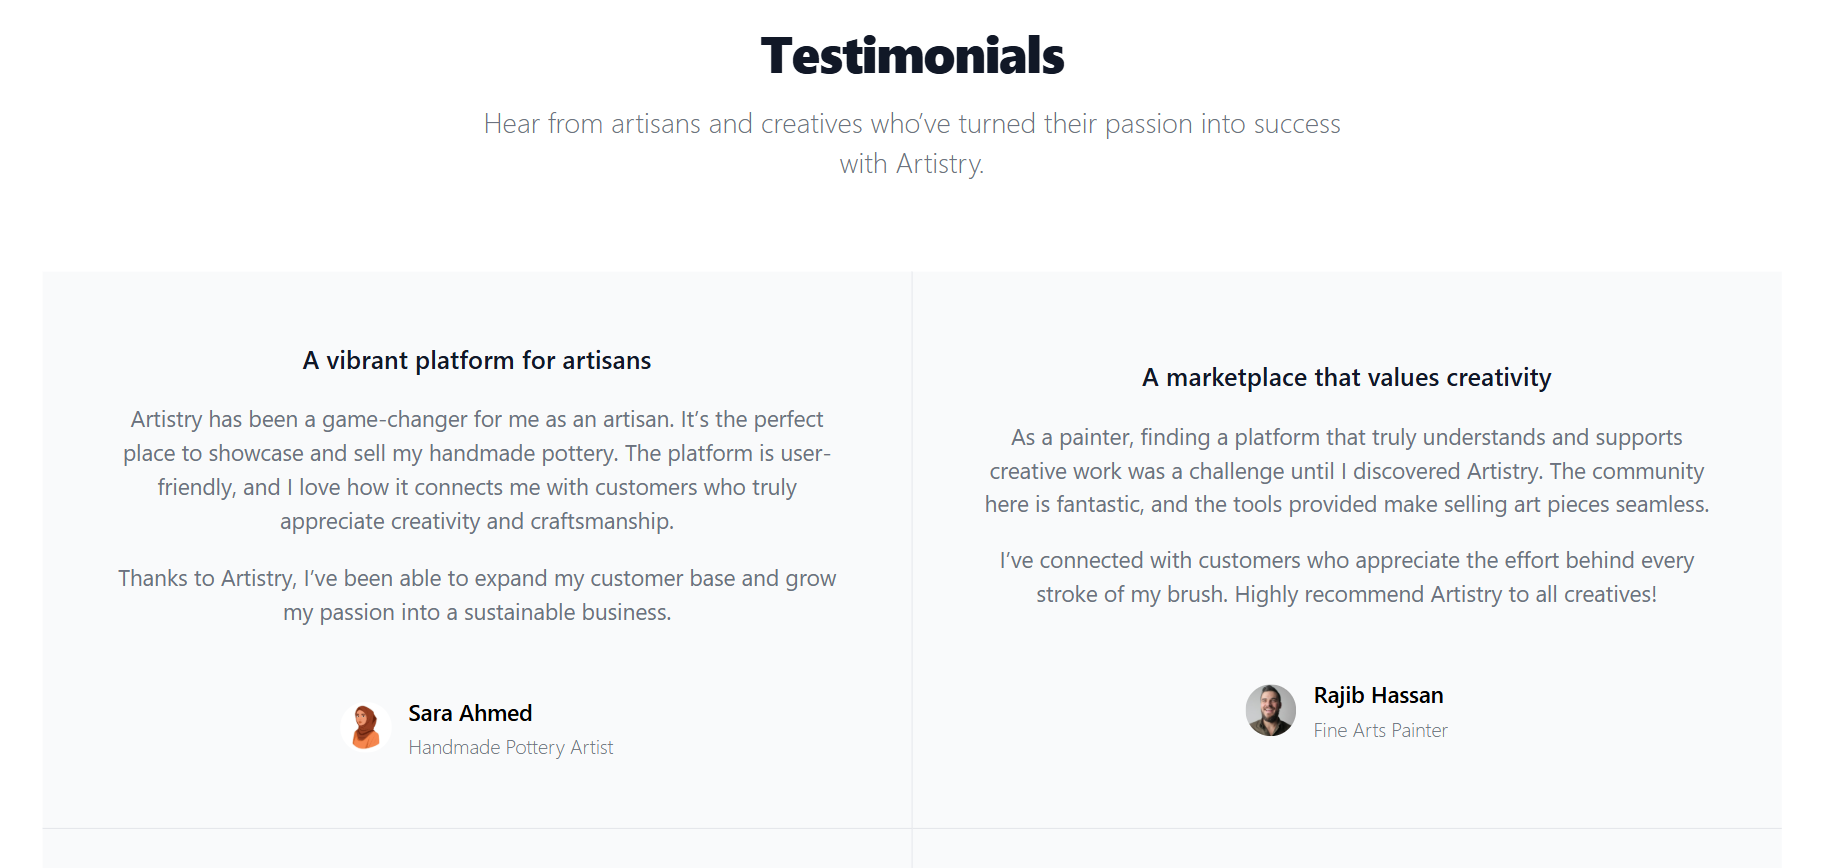 Testimonials
Hear from artisans and creatives who’ve turned their passion into success
with Artistry.
A vibrant platform for artisans
Artistry has been a game-changer for me as an artisan. It’s the perfect
place to showcase and sell my handmade pottery. The platform is user-
friendly, and I love how it connects me with customers who truly
appreciate creativity and craftsmanship.
Thanks to Artistry, I’ve been able to expand my customer base and grow
my passion into a sustainable business.
Sara Ahmed
Handmade Pottery Artist
A marketplace that values creativity
As a painter, finding a platform that truly understands and supports
creative work was a challenge until I discovered Artistry. The community
here is fantastic, and the tools provided make selling art pieces seamless.
I’ve connected with customers who appreciate the effort behind every
stroke of my brush. Highly recommend Artistry to all creatives!
Rajib Hassan
Fine Arts Painter